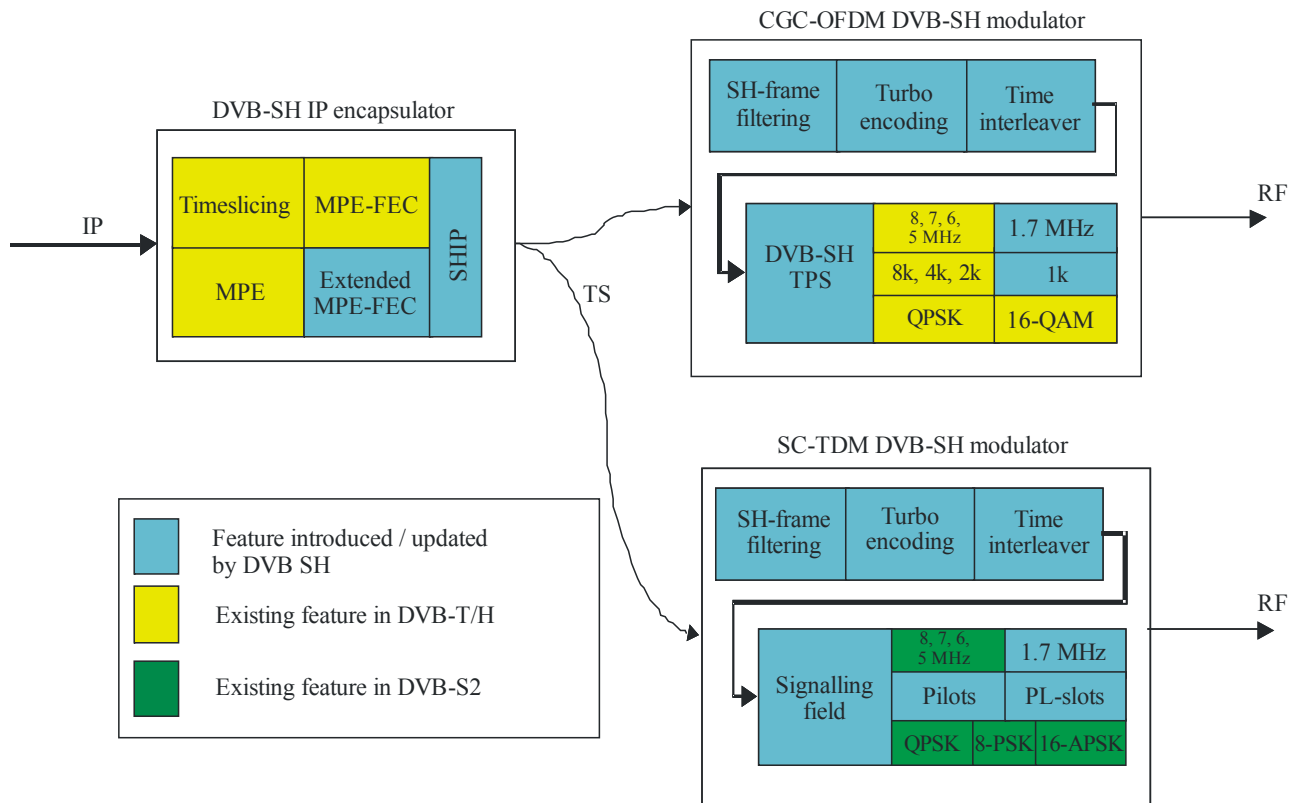 CGC-OFDM DVB-SH modulator
SH-frame
filtering
Turbo
encoding
Time
interleaver
DVB-SH
TPS
8, 7, 6,
5 MHz
1.7 MHz
8k, 4k, 2k
1k
QPSK
16-QAM
RF
DVB-SH IP encapsulator
IP
Timeslicing
MPE-FEC
MPE
Extended
MPE-FEC
SHIP
TS
SC-TDM DVB-SH modulator
SH-frame
filtering
Turbo
encoding
Time
interleaver
Signalling
field
8, 7, 6,
5 MHz
1.7 MHz
Pilots
PL-slots
QPSK
8-PSK
16-APSK
RF
Feature introduced / updated
by DVB SH
Existing feature in DVB-T/H
Existing feature in DVB-S2